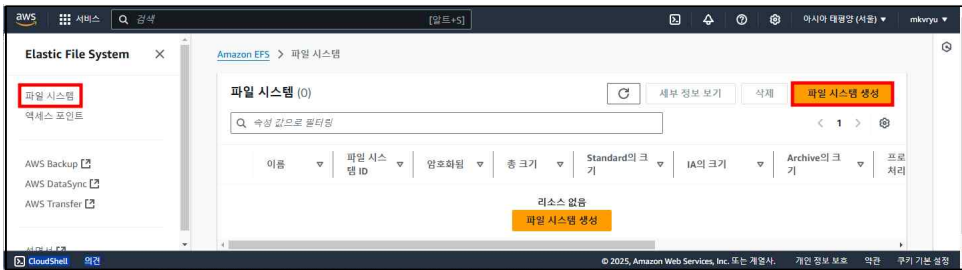 aws 서비스 검색 [알트+S] 아시아 태평양 (서울) mkvryu
Elastic File System
Amazon EFS > 파일 시스템
파일 시스템
액세스 포인트
AWS Backup
AWS DataSync
AWS Transfer
파일 시스템 (0)
세부 정보 보기 삭제 파일 시스템 생성
속성 값으로 필터링
< 1 >
이름 파일 시스템 ID 암호화됨 총 크기 Standard의 크기 IA의 크기 Archive의 크기 프로 처리
리소스 없음
파일 시스템 생성
CloudShell 의견 © 2025, Amazon Web Services, Inc. 또는 계열사. 개인 정보 보호 약관 쿠키 기본 설정